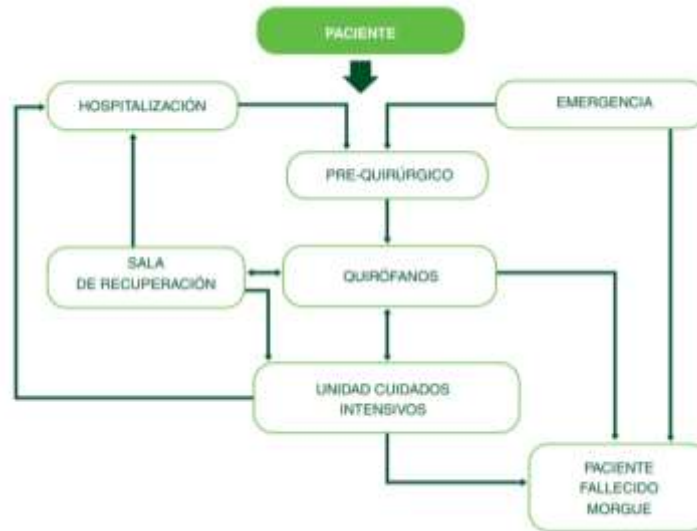 PACIENTE
HOSPITALIZACIÓN
EMERGENCIA
PRE-QUIRÚRGICO
SALA
DE RECUPERACIÓN
QUIRÓFANOS
UNIDAD CUIDADOS
INTENSIVOS
PACIENTE
FALLECIDO
MORGUE